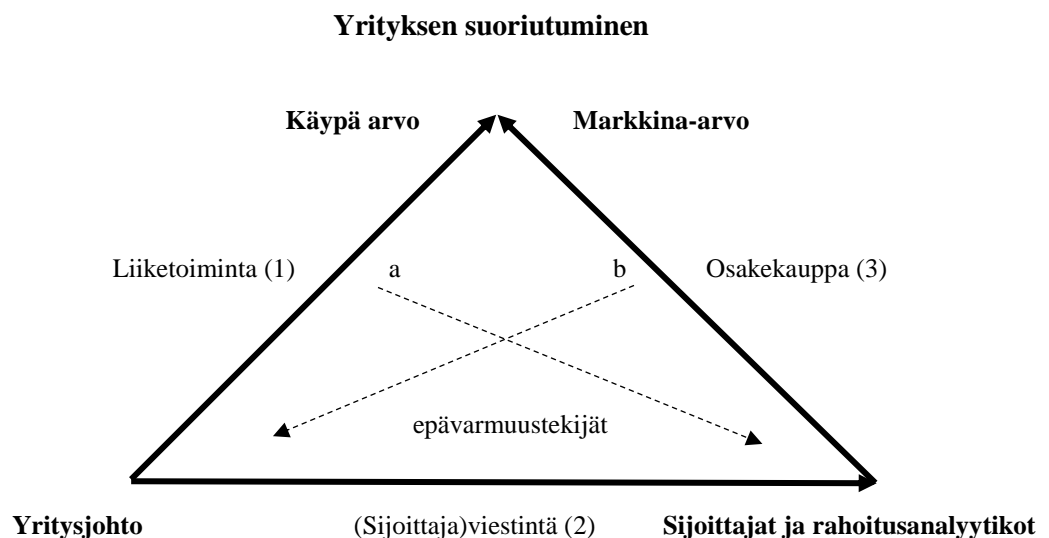 Yrityksen suoriutuminen
Käypä arvo Markkina-arvo
Liiketoiminta (1) a b Osakekauppa (3)
epävarmuustekijät
Yritysjohto (Sijoittaja)viestintä (2) Sijoittajat ja rahoitusanalyytikot